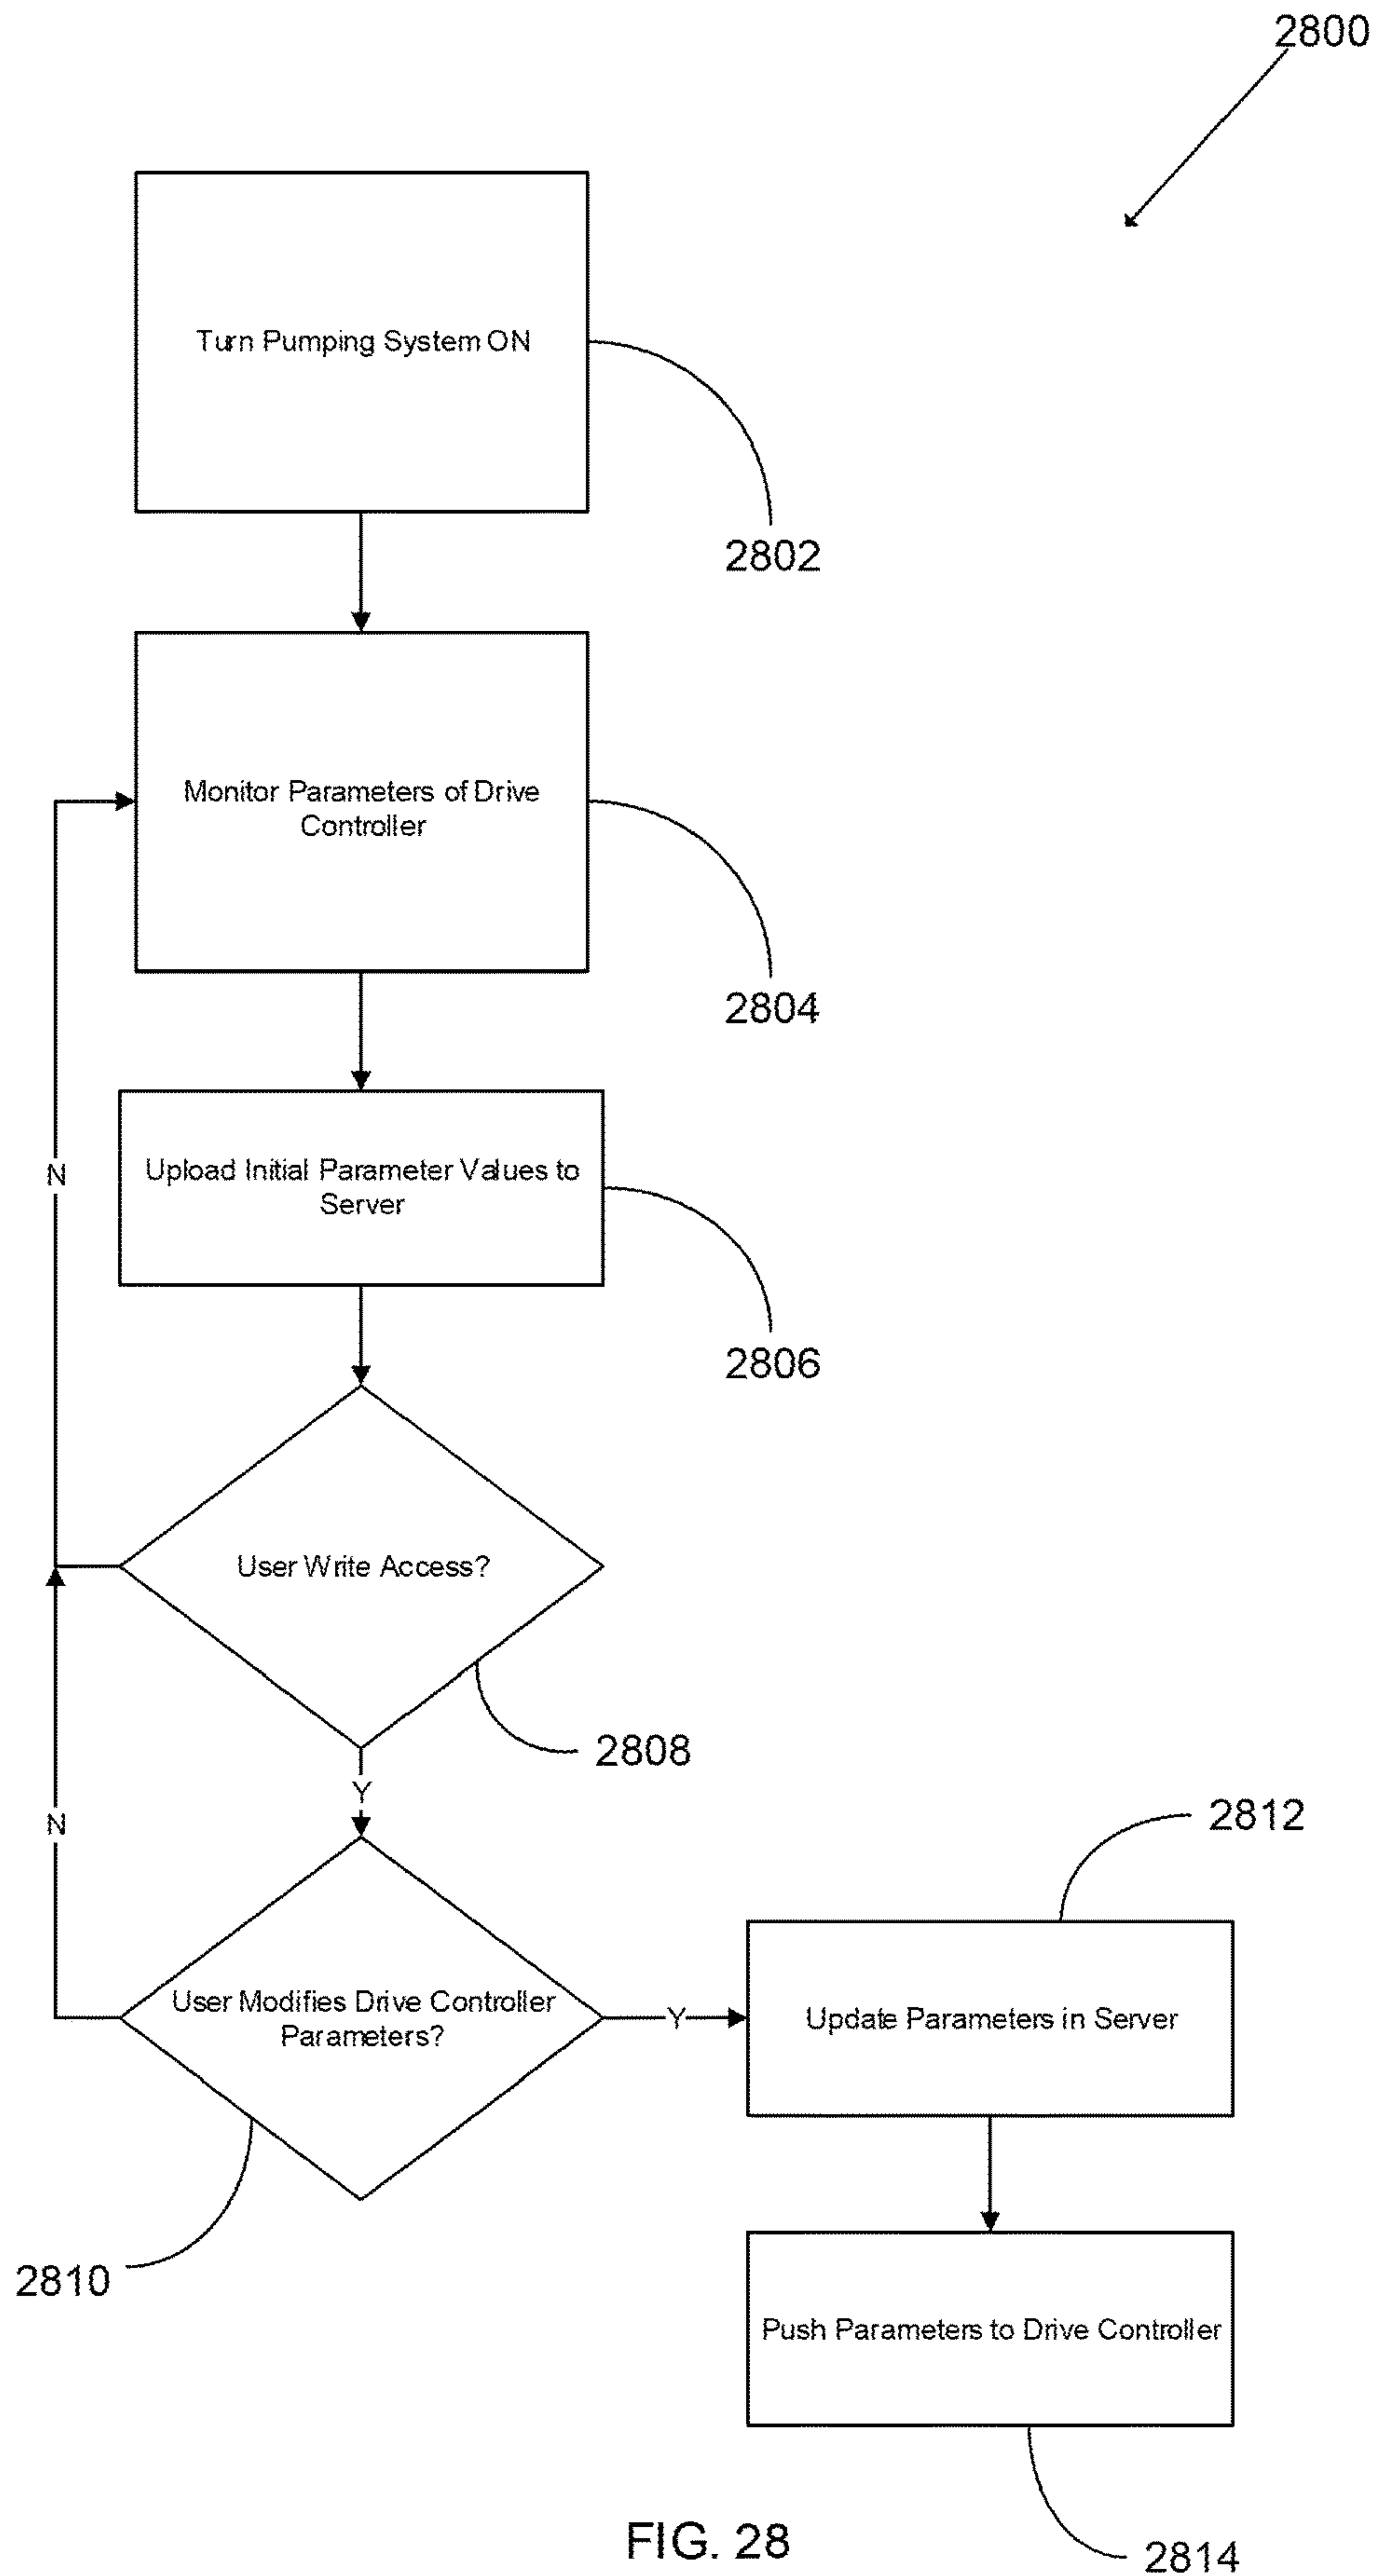 2800
Turn Pumping System ON
2802
Monitor Parameters of Drive
Controller
2804
Upload Initial Parameter Values to
Server
2806
N
User Write Access?
2808
Y
N
2812
User Modifies Drive Controller
Parameters?
Y
Update Parameters in Server
2810
Push Parameters to Drive Controller
2814
FIG. 28